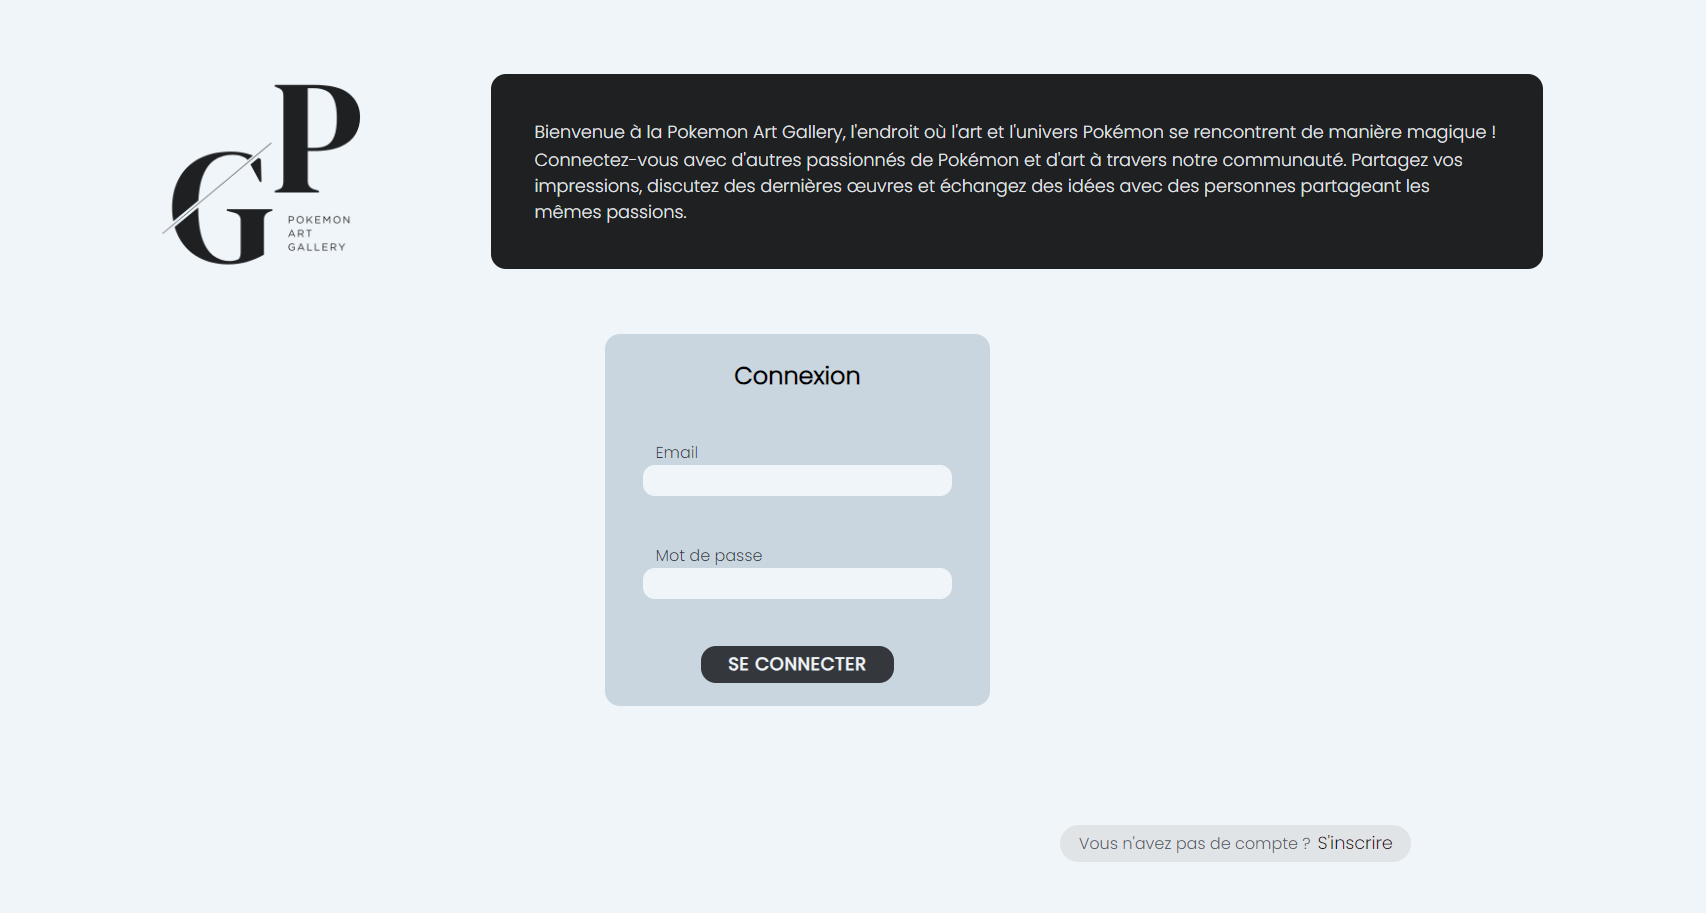 GP
POKEMON
ART
GALLERY
Bienvenue à la Pokemon Art Gallery, l'endroit où l'art et l'univers Pokémon se rencontrent de manière magique !
Connectez-vous avec d'autres passionnés de Pokémon et d'art à travers notre communauté. Partagez vos
impressions, discutez des dernières œuvres et échangez des idées avec des personnes partageant les
mêmes passions.
Connexion
Email
Mot de passe
SE CONNECTER
Vous n'avez pas de compte ? S'inscrire